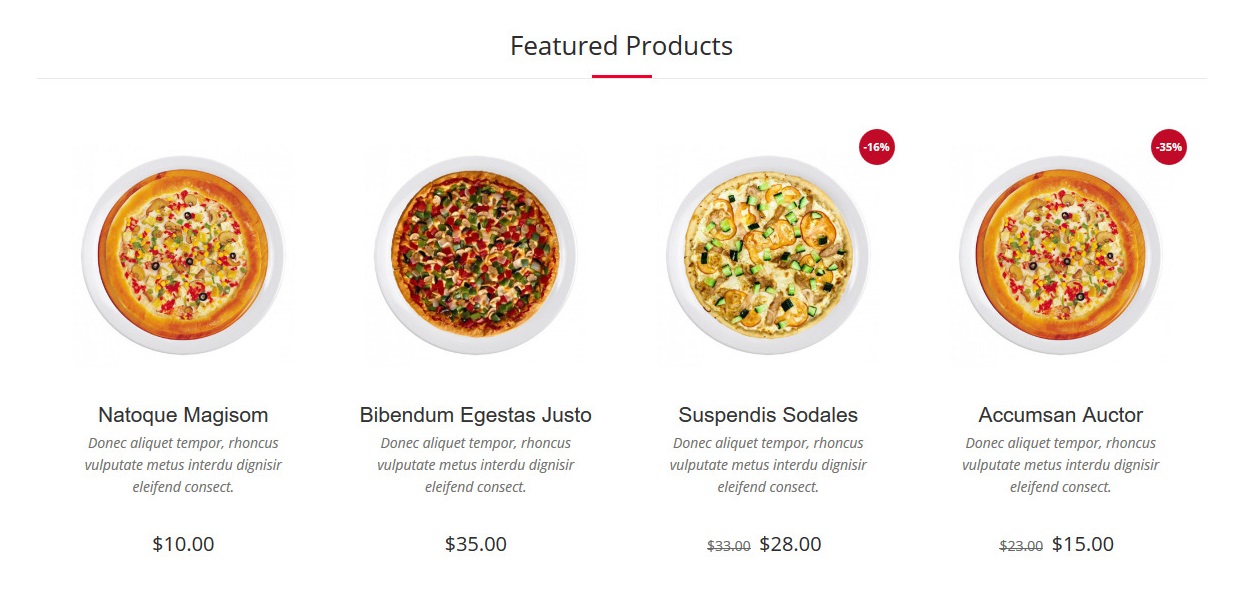 Featured Products
-16%
-35%
Natoque Magisom
Donec aliquet tempor, rhoncus
vulputate metus interdu dignisir
eleifend consect.
$10.00
Bibendum Egestas Justo
Donec aliquet tempor, rhoncus
vulputate metus interdu dignisir
eleifend consect.
$35.00
Suspendis Sodales
Donec aliquet tempor, rhoncus
vulputate metus interdu dignisir
eleifend consect.
$33.00 $28.00
Accumsan Auctor
Donec aliquet tempor, rhoncus
vulputate metus interdu dignisir
eleifend consect.
$23.00 $15.00